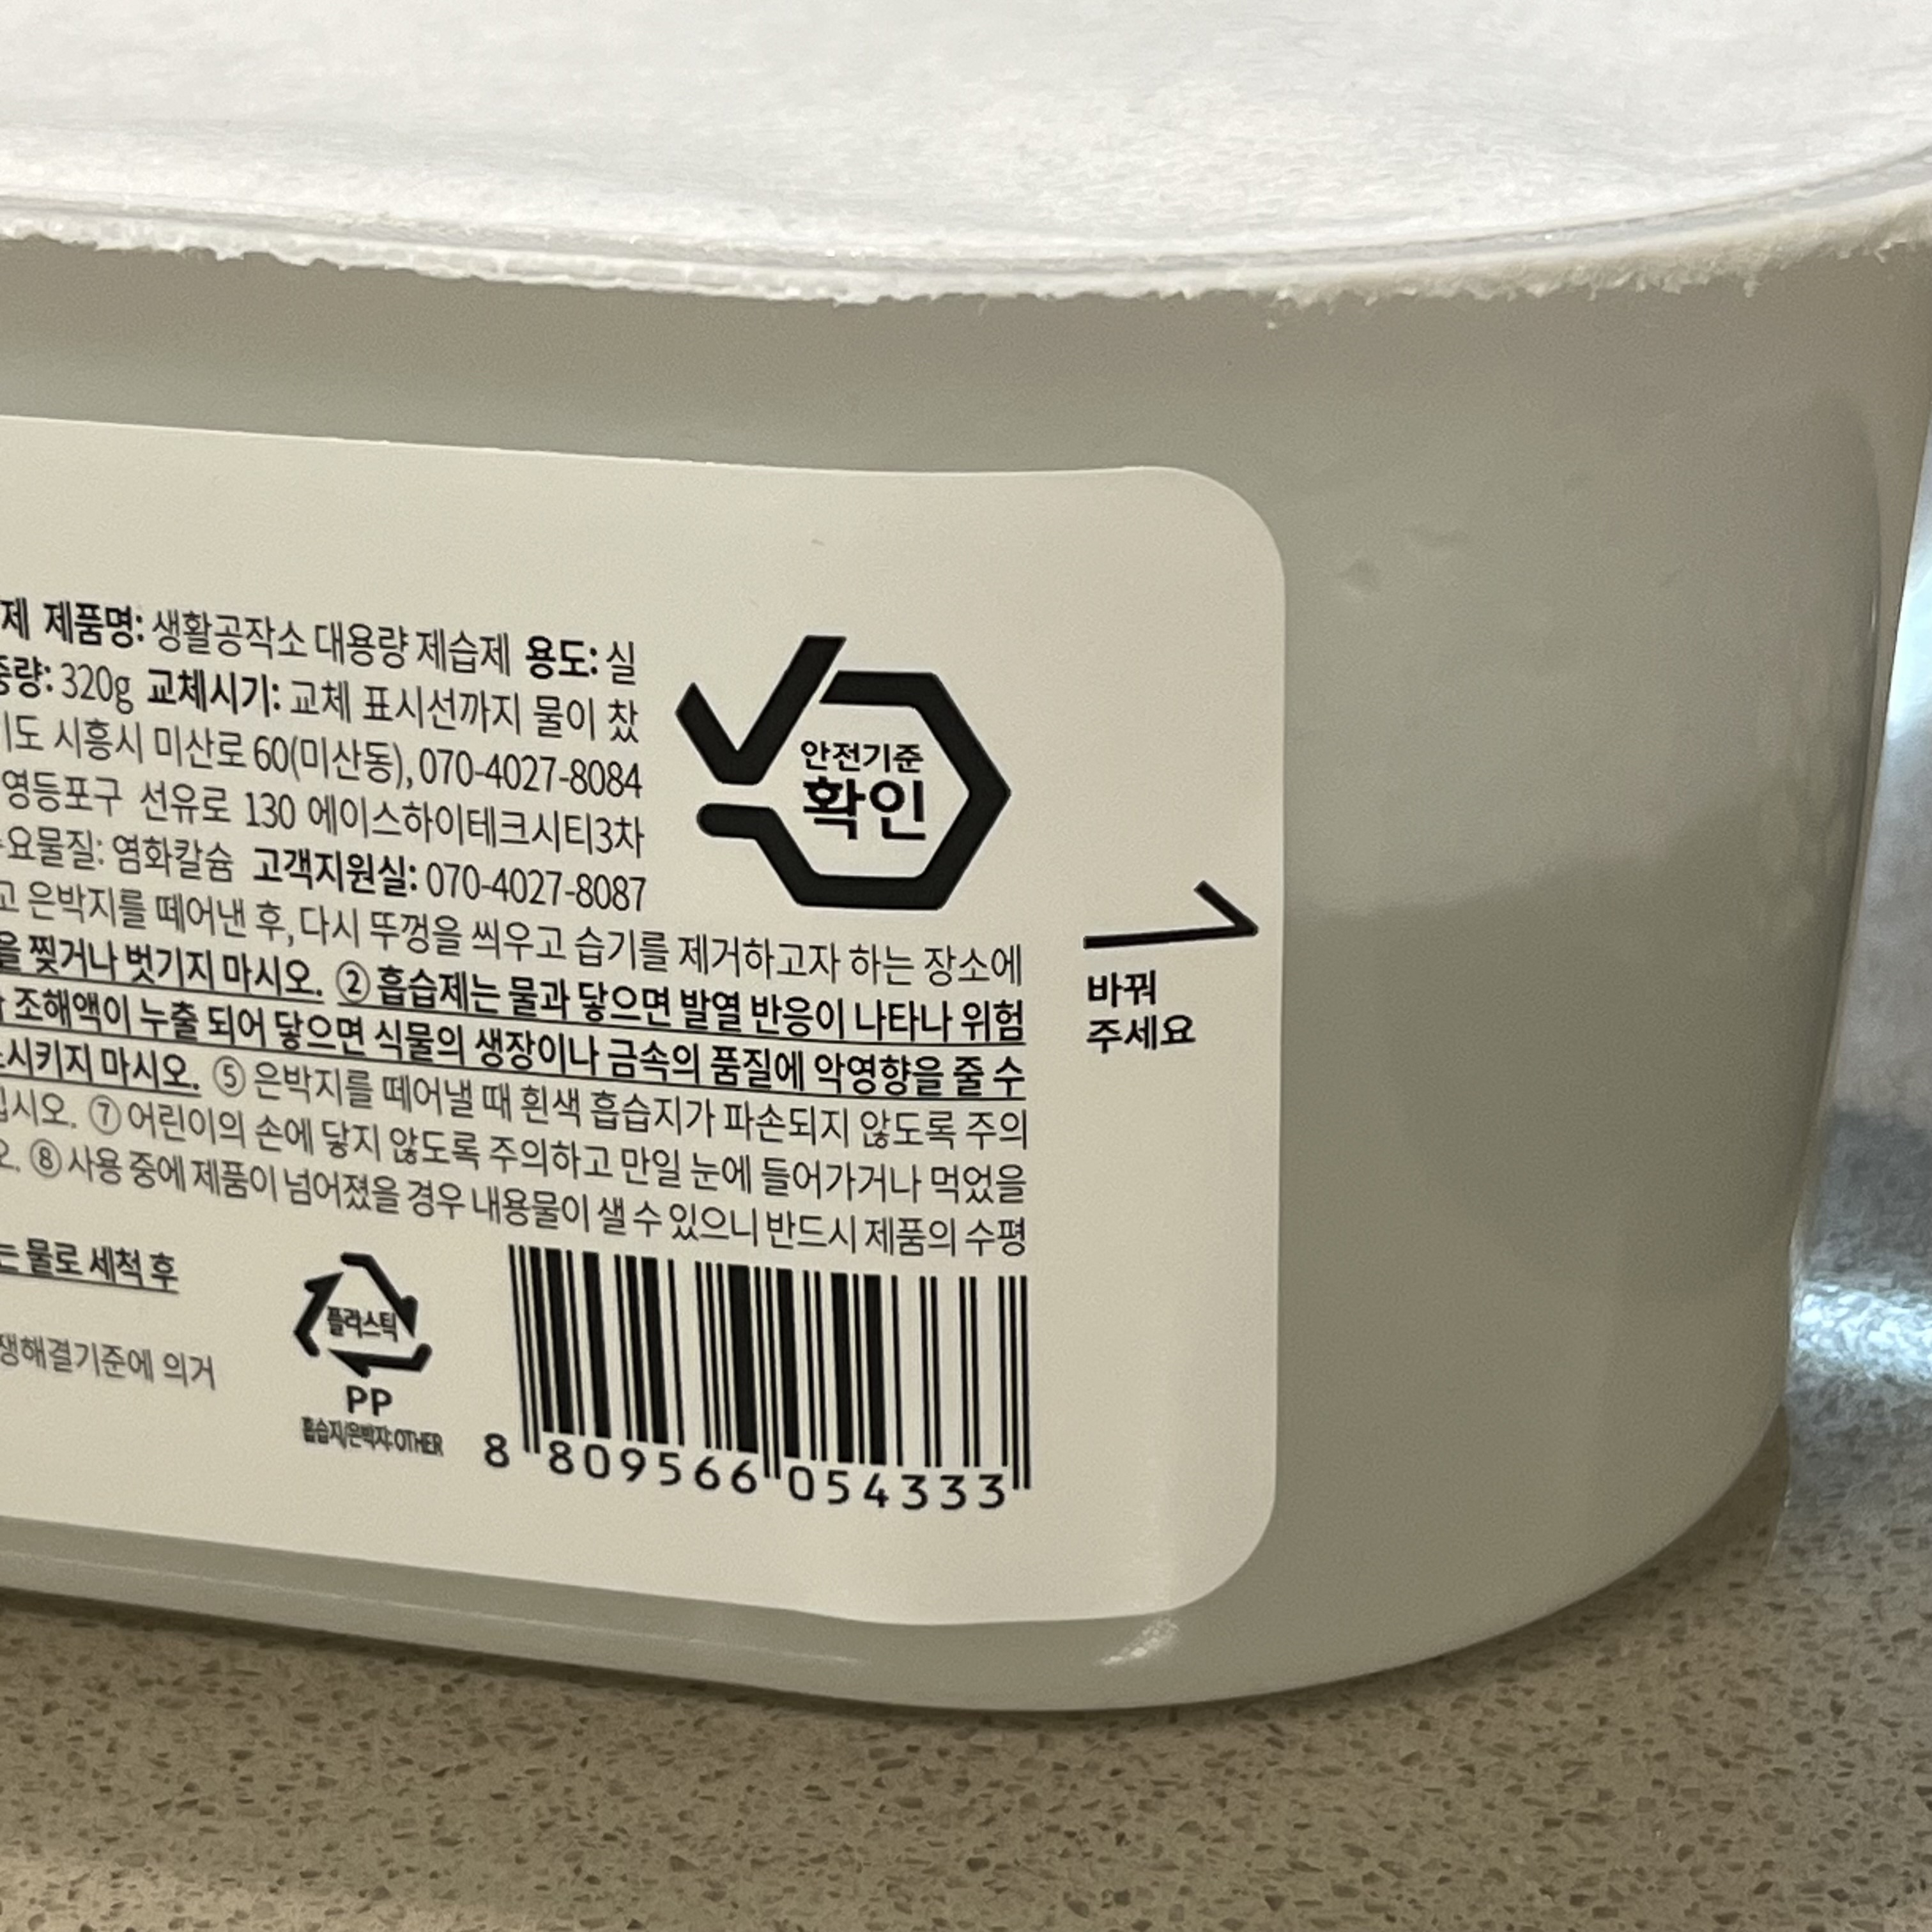 제 제품명: 생활공작소 대용량 제습제 용도: 실
중량: 320g 교체시기: 교체 표시선까지 물이 찼
기도 시흥시 미산로 60(미산동), 070-4027-8084
영등포구 선유로 130 에이스하이테크시티3차
주요물질: 염화칼슘 고객지원실: 070-4027-8087
고 은박지를 떼어낸 후, 다시 뚜껑을 씌우고 습기를 제거하고자 하는 장소에
을 찢거나 벗기지 마시오. ② 흡습제는 물과 닿으면 발열 반응이 나타나 위험
조해액이 누출 되어 닿으면 식물의 생장이나 금속의 품질에 악영향을 줄 수
시키지 마시오. ⑤ 은박지를 떼어낼 때 흰색 흡습지가 파손되지 않도록 주의
십시오. ⑦ 어린이의 손에 닿지 않도록 주의하고 만일 눈에 들어가거나 먹었을
오. ⑧ 사용 중에 제품이 넘어졌을 경우 내용물이 샐 수 있으니 반드시 제품의 수평
는 물로 세척 후
쟁해결기준에 의거
안전기준
확인
바꿔
주세요
플라스틱
PP
흡습지/은박지: OTHER
8 809566 054333